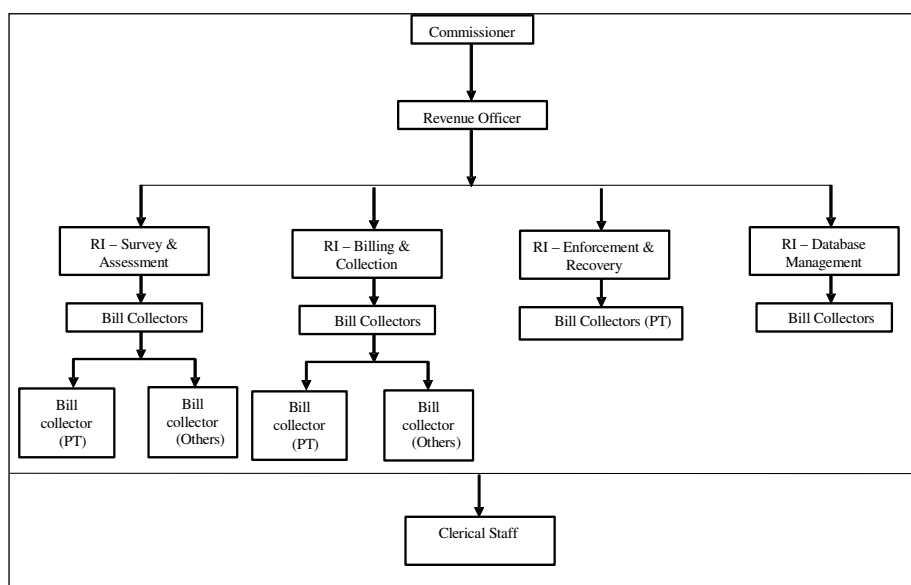 Commissioner
Revenue Officer
RI – Survey &
Assessment
RI – Billing &
Collection
RI – Enforcement &
Recovery
RI – Database
Management
Bill Collectors
Bill Collectors
Bill Collectors (PT)
Bill Collectors
Bill
collector
(PT)
Bill
collector
(Others)
Bill
collector
(PT)
Bill
collector
(Others)
Clerical Staff